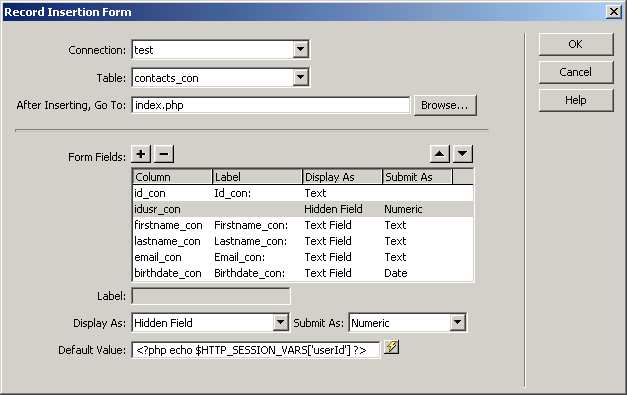 Record Insertion Form
Connection: test OK
Table: contacts_con Cancel
After Inserting, Go To: index.php Browse... Help
Form Fields: + −
Column Label Display As Submit As
id_con Id_con: Text
idusr_con Hidden Field Numeric
firstname_con Firstname_con: Text Field Text
lastname_con Lastname_con: Text Field Text
email_con Email_con: Text Field Text
birthdate_con Birthdate_con: Text Field Date
Label:
Display As: Hidden Field Submit As: Numeric
Default Value: <?php echo $HTTP_SESSION_VARS['userId'] ?>